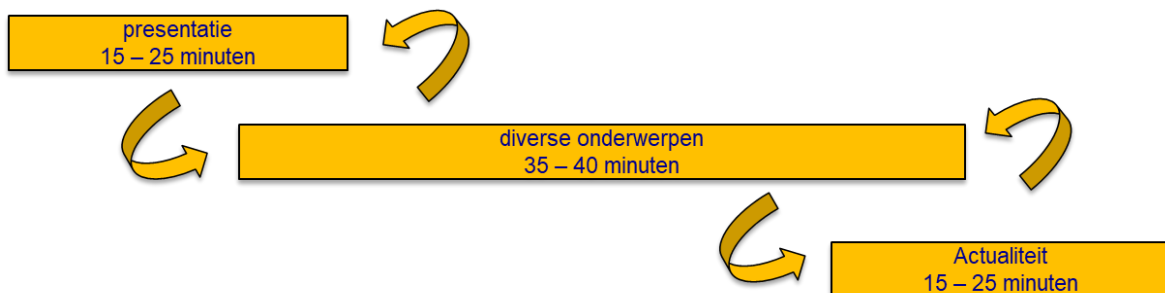 presentatie
15 – 25 minuten
diverse onderwerpen
35 – 40 minuten
Actualiteit
15 – 25 minuten